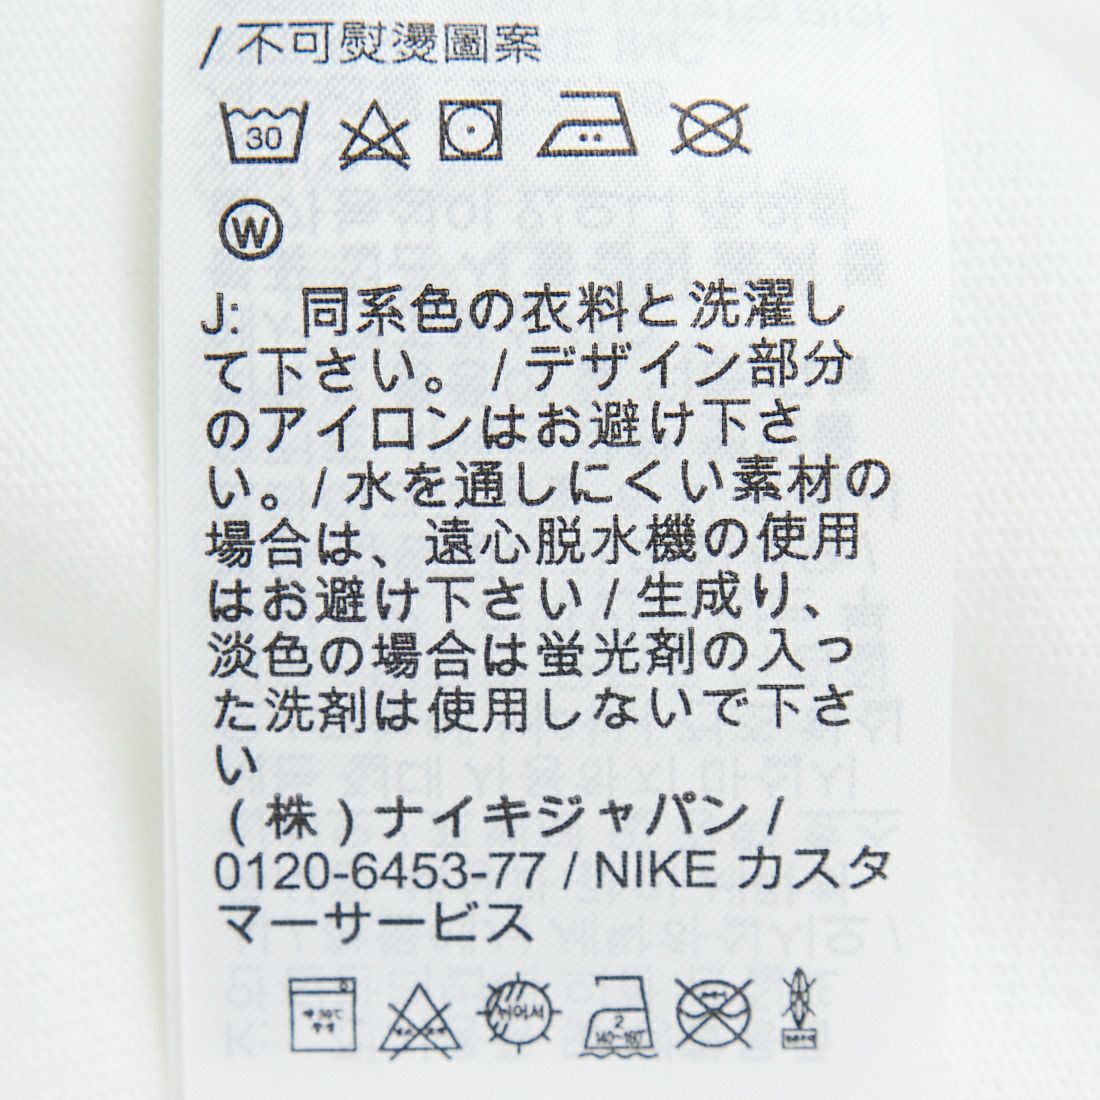 / 不可熨燙圖案
30
W
J: 同系色の衣料と洗濯し
て下さい。 / デザイン部分
のアイロンはお避け下さ
い。/ 水を通しにくい素材の
場合は、遠心脱水機の使用
はお避け下さい / 生成り、
淡色の場合は蛍光剤の入っ
た洗剤は使用しないで下さ
い
(株) ナイキジャパン /
0120-6453-77 / NIKE カスタ
マーサービス
2
140~160℃